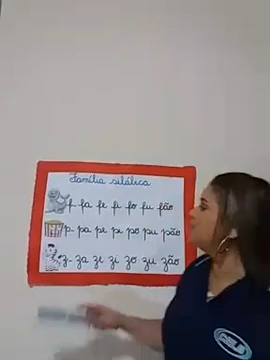 Família silábica
f fa fe fi fo fu fão
p pa pe pi po pu pão
z za ze zi zo zu zão